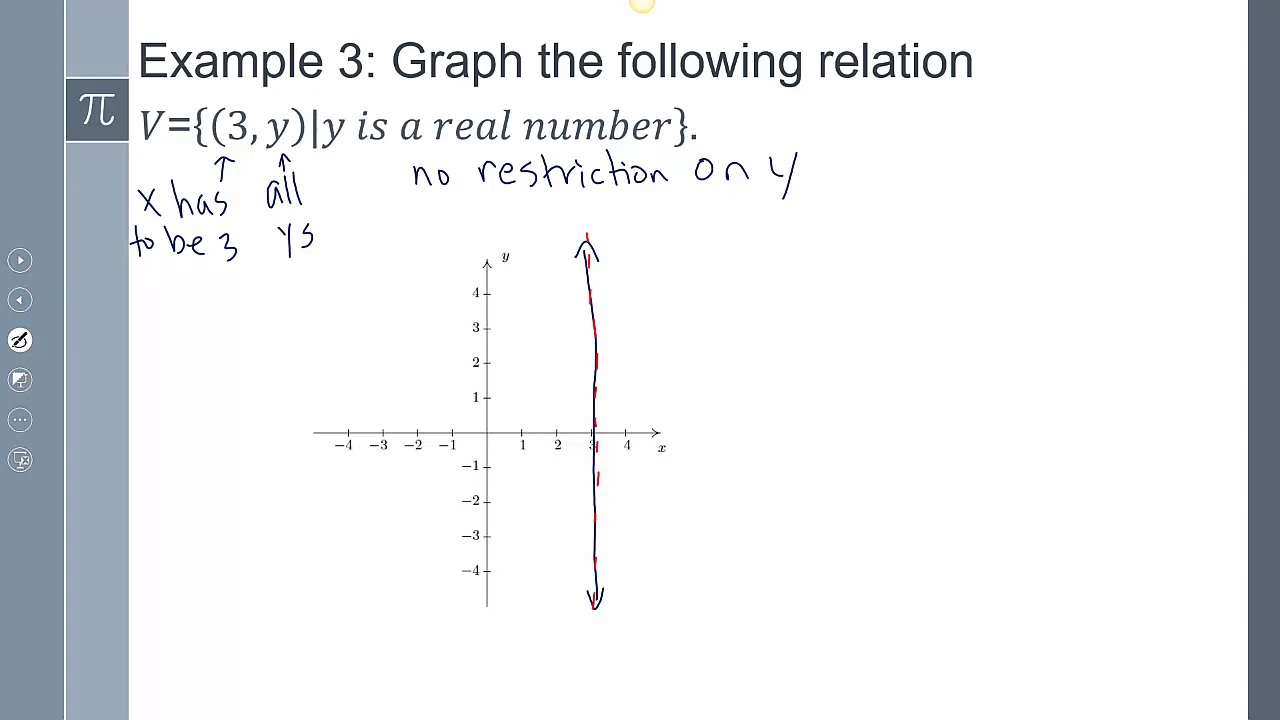 Example 3: Graph the following relation
π
V={(3, y)|y is a real number}.
↑ ↑ no restriction on y
x has all
to be 3 ys
y
4
3
2
1
−4 −3 −2 −1 1 2 3 4 x
−1
−2
−3
−4